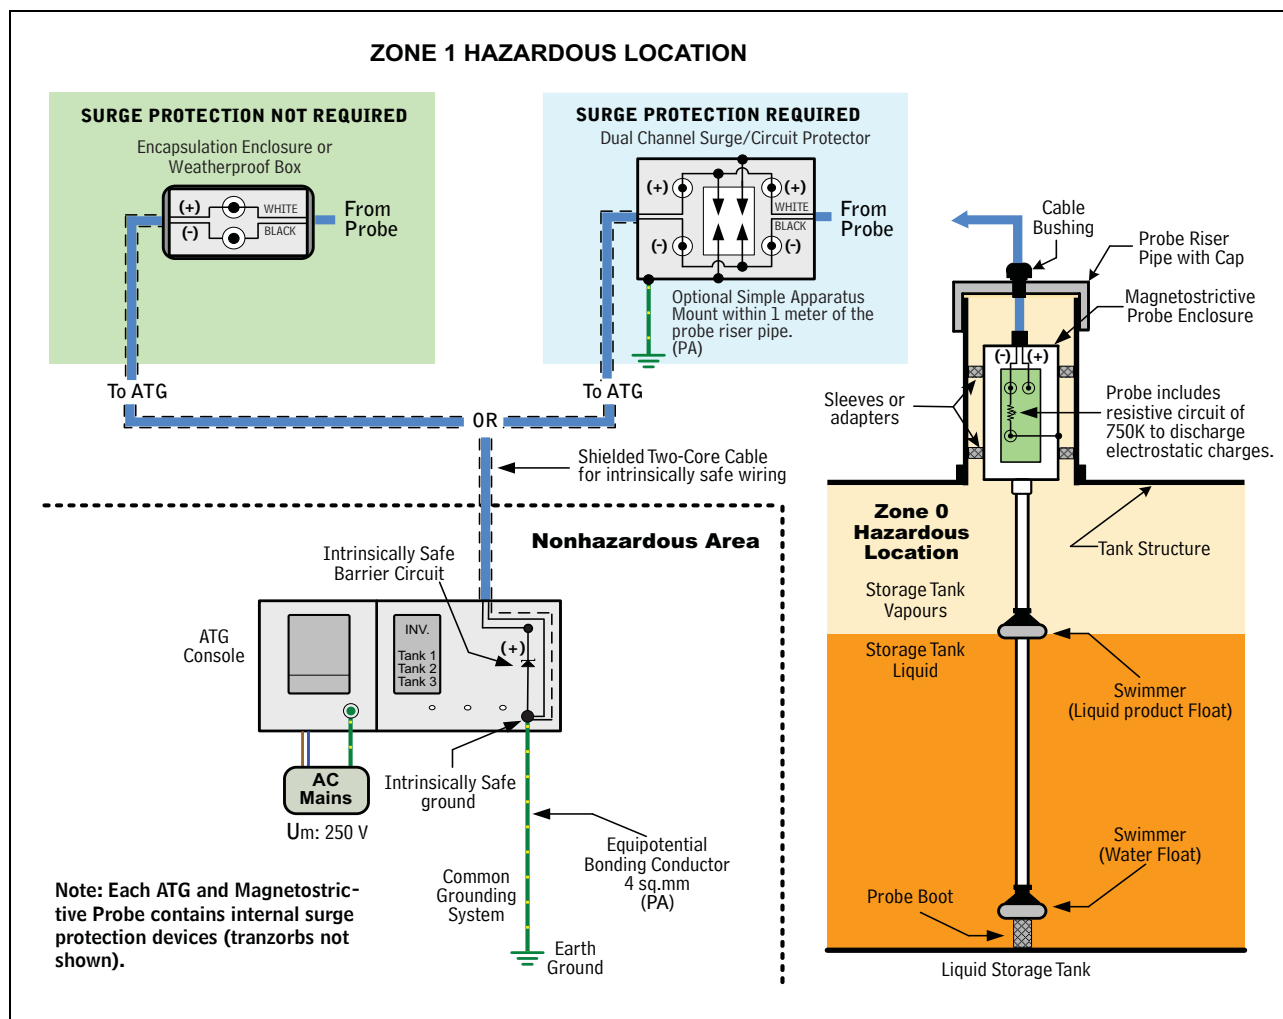 ZONE 1 HAZARDOUS LOCATION
SURGE PROTECTION NOT REQUIRED
Encapsulation Enclosure or
Weatherproof Box
(+)
WHITE
(-)
BLACK
From
Probe
To ATG
SURGE PROTECTION REQUIRED
Dual Channel Surge/Circuit Protector
(+)
(+)
WHITE
BLACK
(-)
(-)
From
Probe
Optional Simple Apparatus
Mount within 1 meter of the
probe riser pipe.
(PA)
To ATG
OR
Shielded Two-Core Cable
for intrinsically safe wiring
Cable
Bushing
Probe Riser
Pipe with Cap
Magnetostrictive
Probe Enclosure
(-)
(+)
Sleeves or
adapters
Probe includes
resistive circuit of
750K to discharge
electrostatic charges.
Zone 0
Hazardous
Location
Tank Structure
Storage Tank
Vapours
Storage Tank
Liquid
Swimmer
(Liquid product Float)
Swimmer
(Water Float)
Probe Boot
Liquid Storage Tank
Nonhazardous Area
Intrinsically Safe
Barrier Circuit
ATG
Console
INV.
Tank 1
Tank 2
Tank 3
(+)
AC
Mains
Um: 250 V
Intrinsically Safe
ground
Equipotential
Bonding Conductor
4 sq.mm
(PA)
Common
Grounding
System
Earth
Ground
Note: Each ATG and Magnetostric-
tive Probe contains internal surge
protection devices (tranzorbs not
shown).